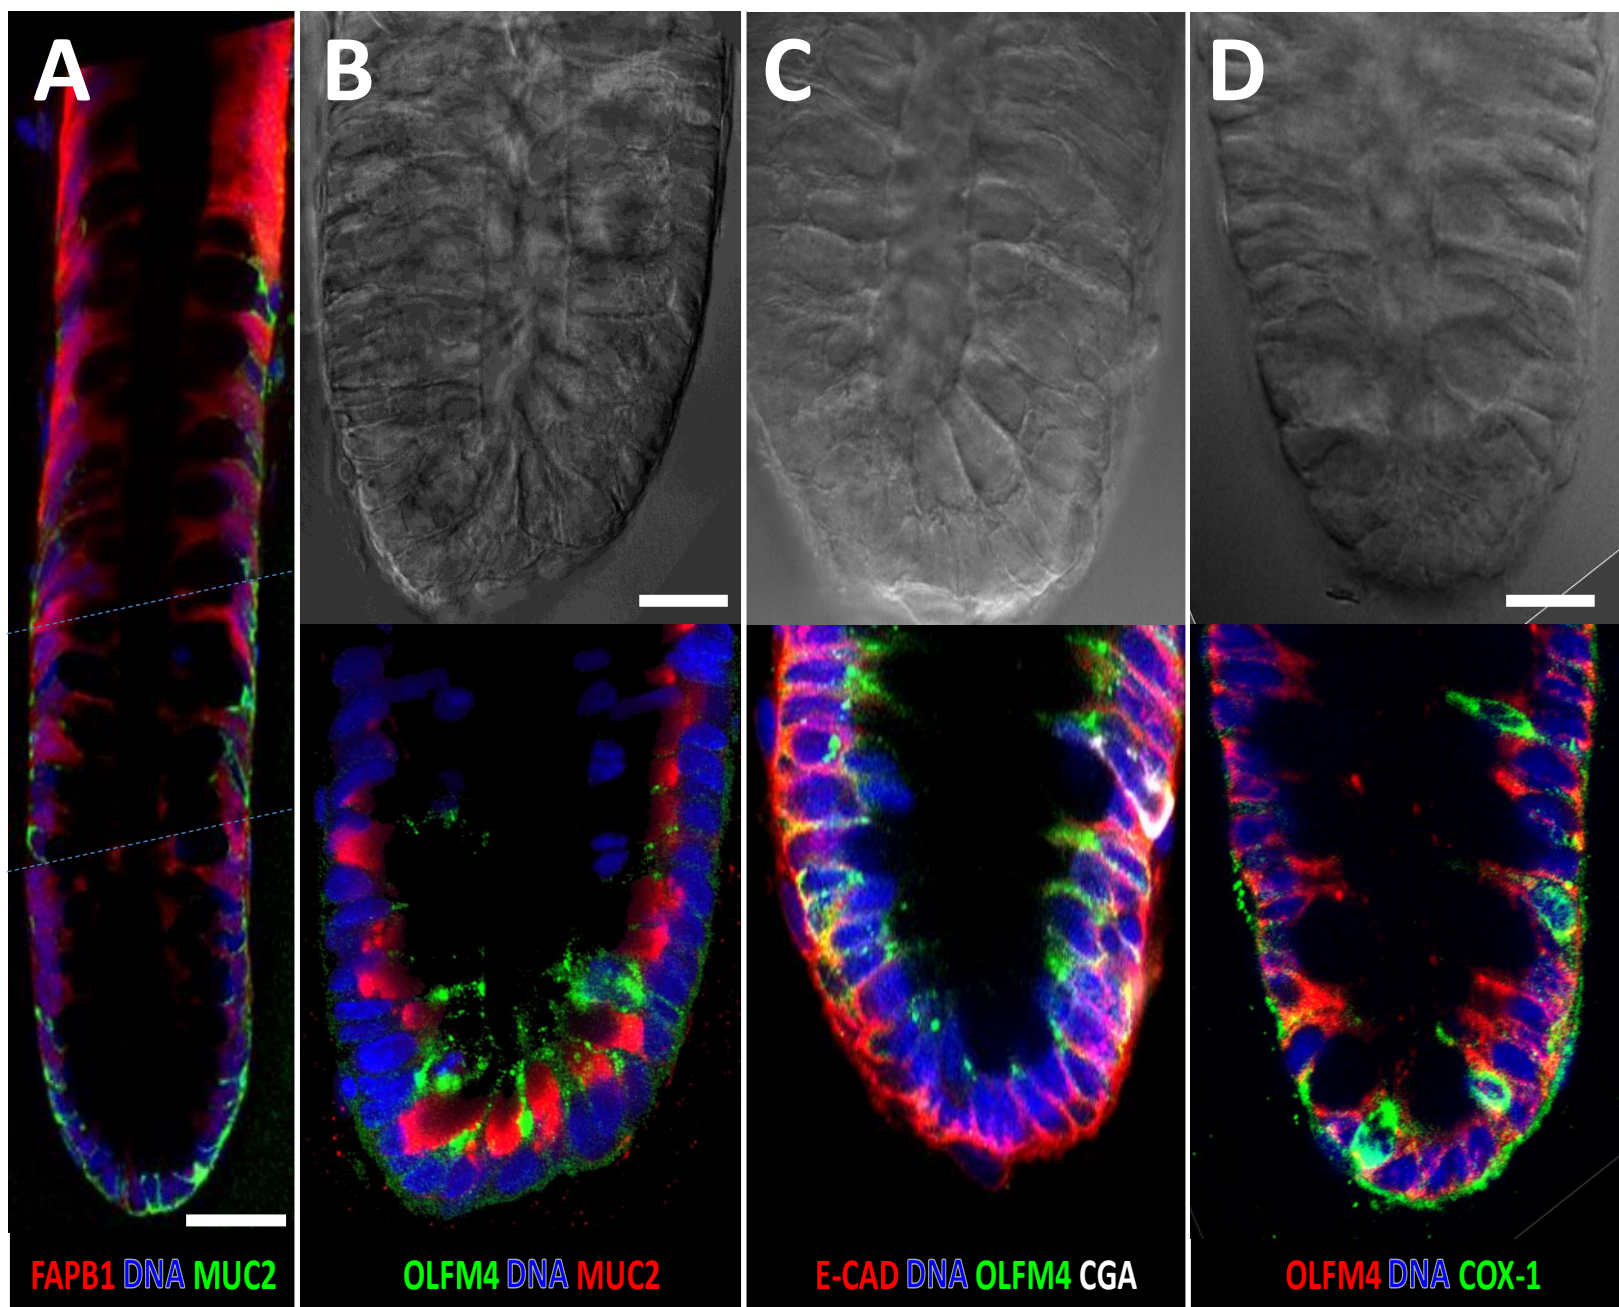 A B C D
FAPB1 DNA MUC2 OLFM4 DNA MUC2 E-CAD DNA OLFM4 CGA OLFM4 DNA COX-1